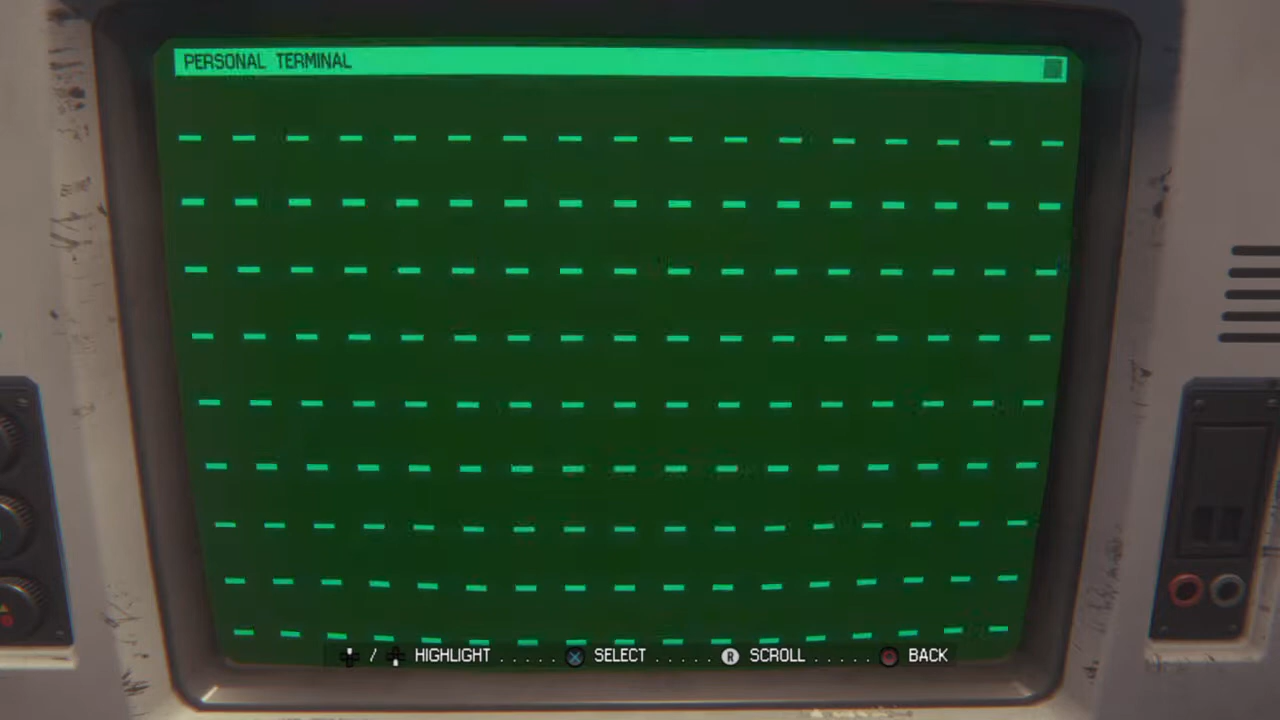 PERSONAL TERMINAL
/ HIGHLIGHT ..... SELECT ..... R SCROLL ..... BACK